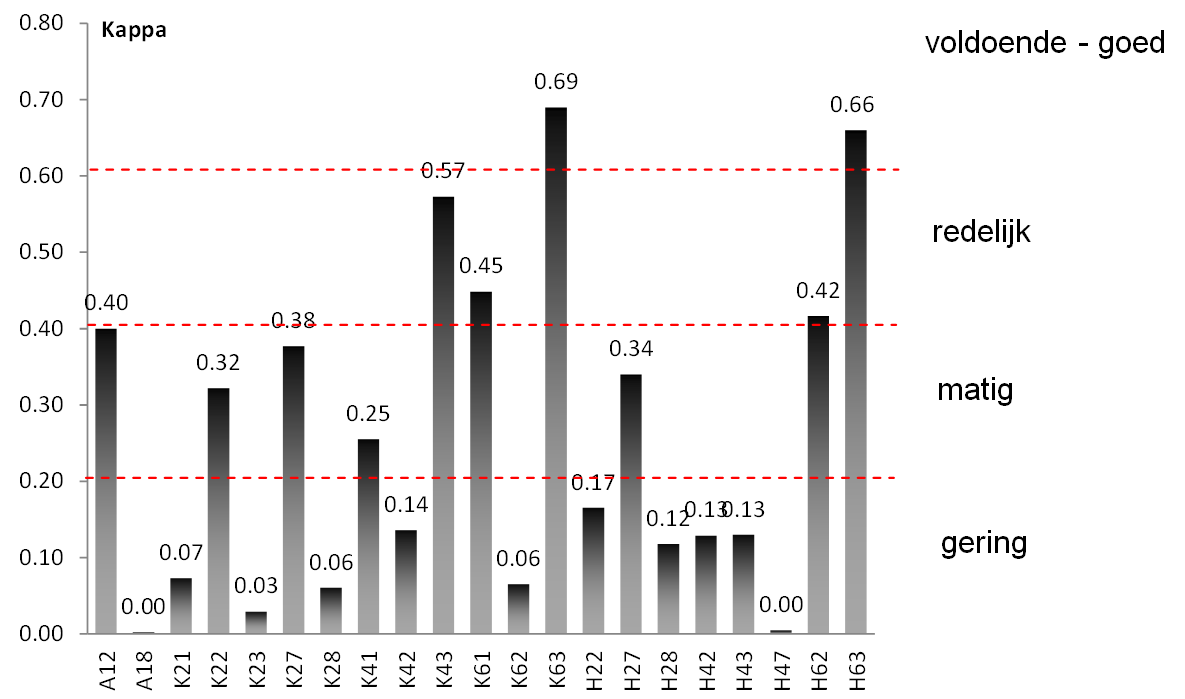 Kappa
0.80
0.70
0.60
0.50
0.40
0.30
0.20
0.10
0.00
0.40
0.00
0.07
0.32
0.03
0.38
0.06
0.25
0.14
0.57
0.45
0.06
0.69
0.17
0.34
0.12
0.13
0.13
0.00
0.42
0.66
A12
A18
K21
K22
K23
K27
K28
K41
K42
K43
K61
K62
K63
H22
H27
H28
H42
H43
H47
H62
H63
voldoende - goed
redelijk
matig
gering